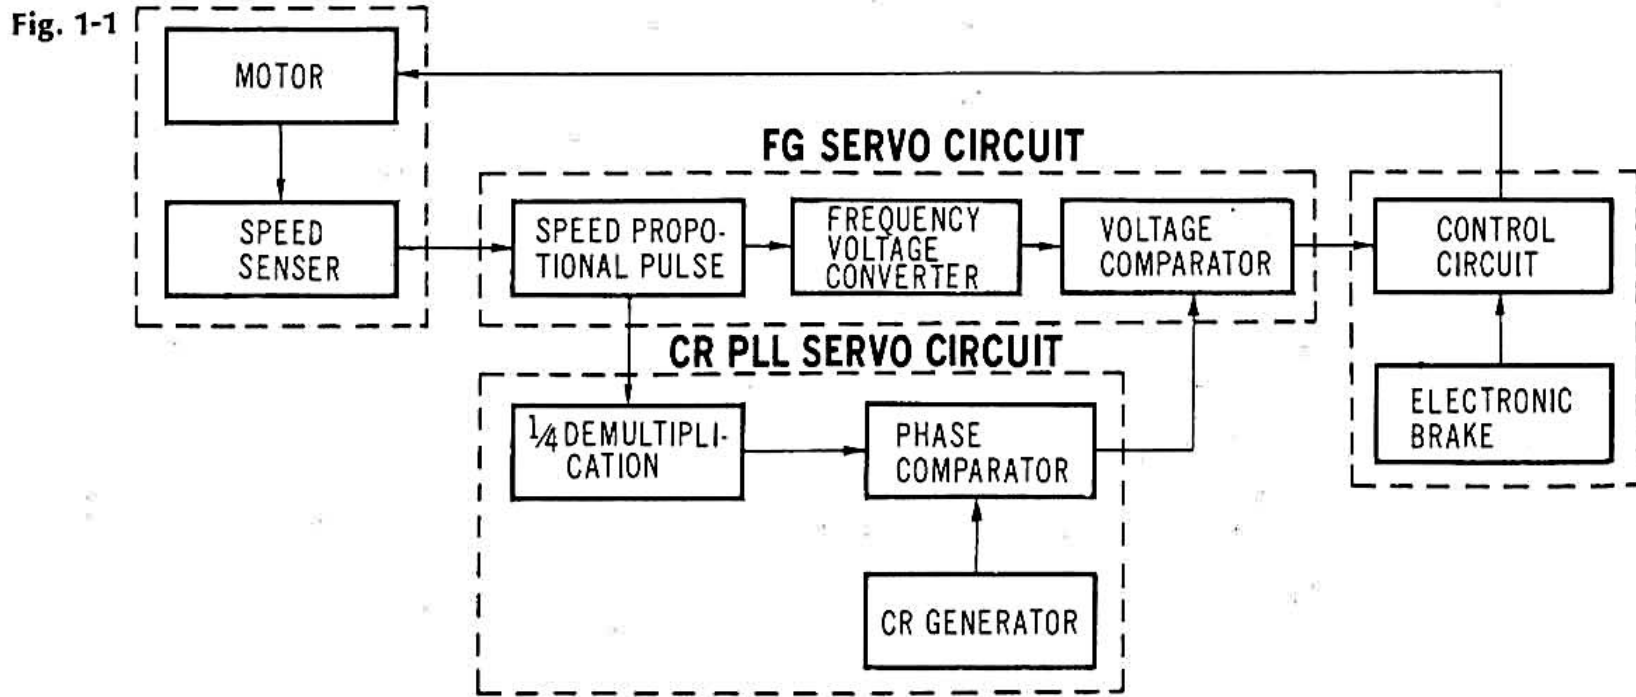 Fig. 1-1
MOTOR
SPEED
SENSER
FG SERVO CIRCUIT
SPEED PROPO-
TIONAL PULSE
FREQUENCY
VOLTAGE
CONVERTER
VOLTAGE
COMPARATOR
CONTROL
CIRCUIT
ELECTRONIC
BRAKE
CR PLL SERVO CIRCUIT
1/4 DEMULTIPLI-
CATION
PHASE
COMPARATOR
CR GENERATOR